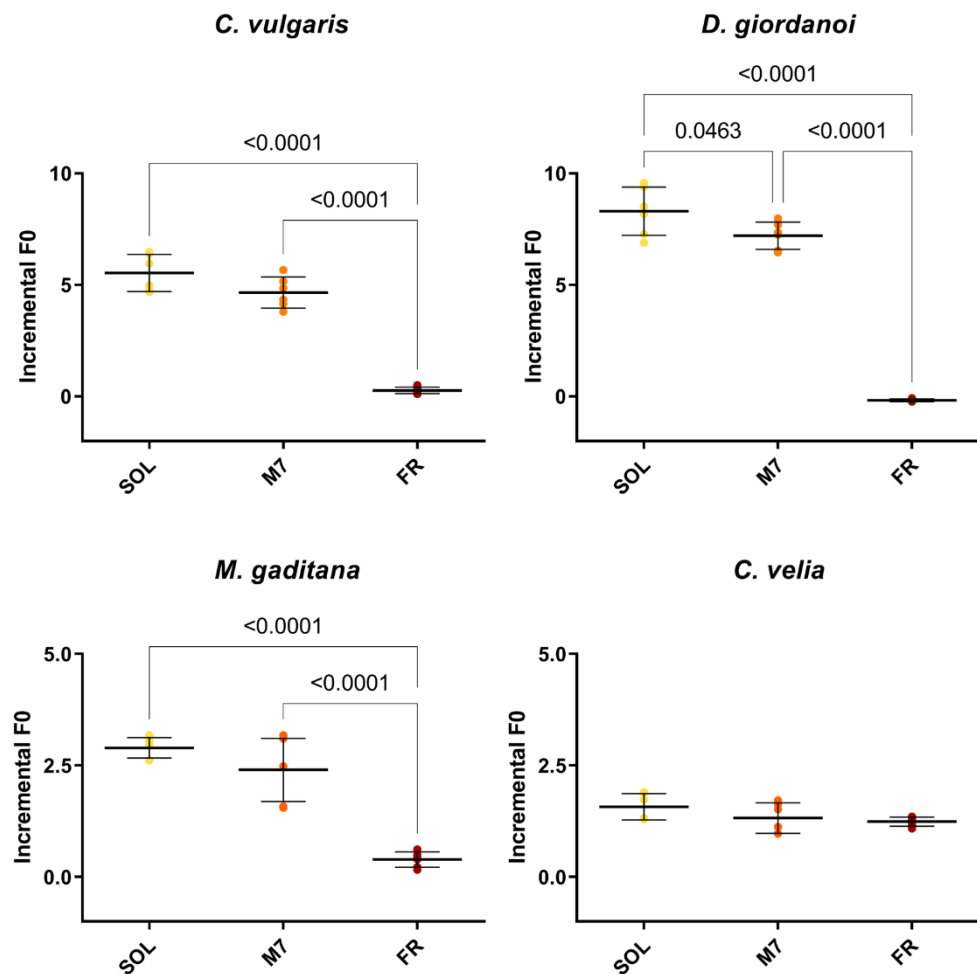 C. vulgaris
<0.0001
<0.0001
10
5
0
Incremental F0
SOL
M7
FR
D. giordanoi
<0.0001
0.0463
<0.0001
10
5
0
Incremental F0
SOL
M7
FR
M. gaditana
<0.0001
<0.0001
5.0
2.5
0.0
Incremental F0
SOL
M7
FR
C. velia
5.0
2.5
0.0
Incremental F0
SOL
M7
FR